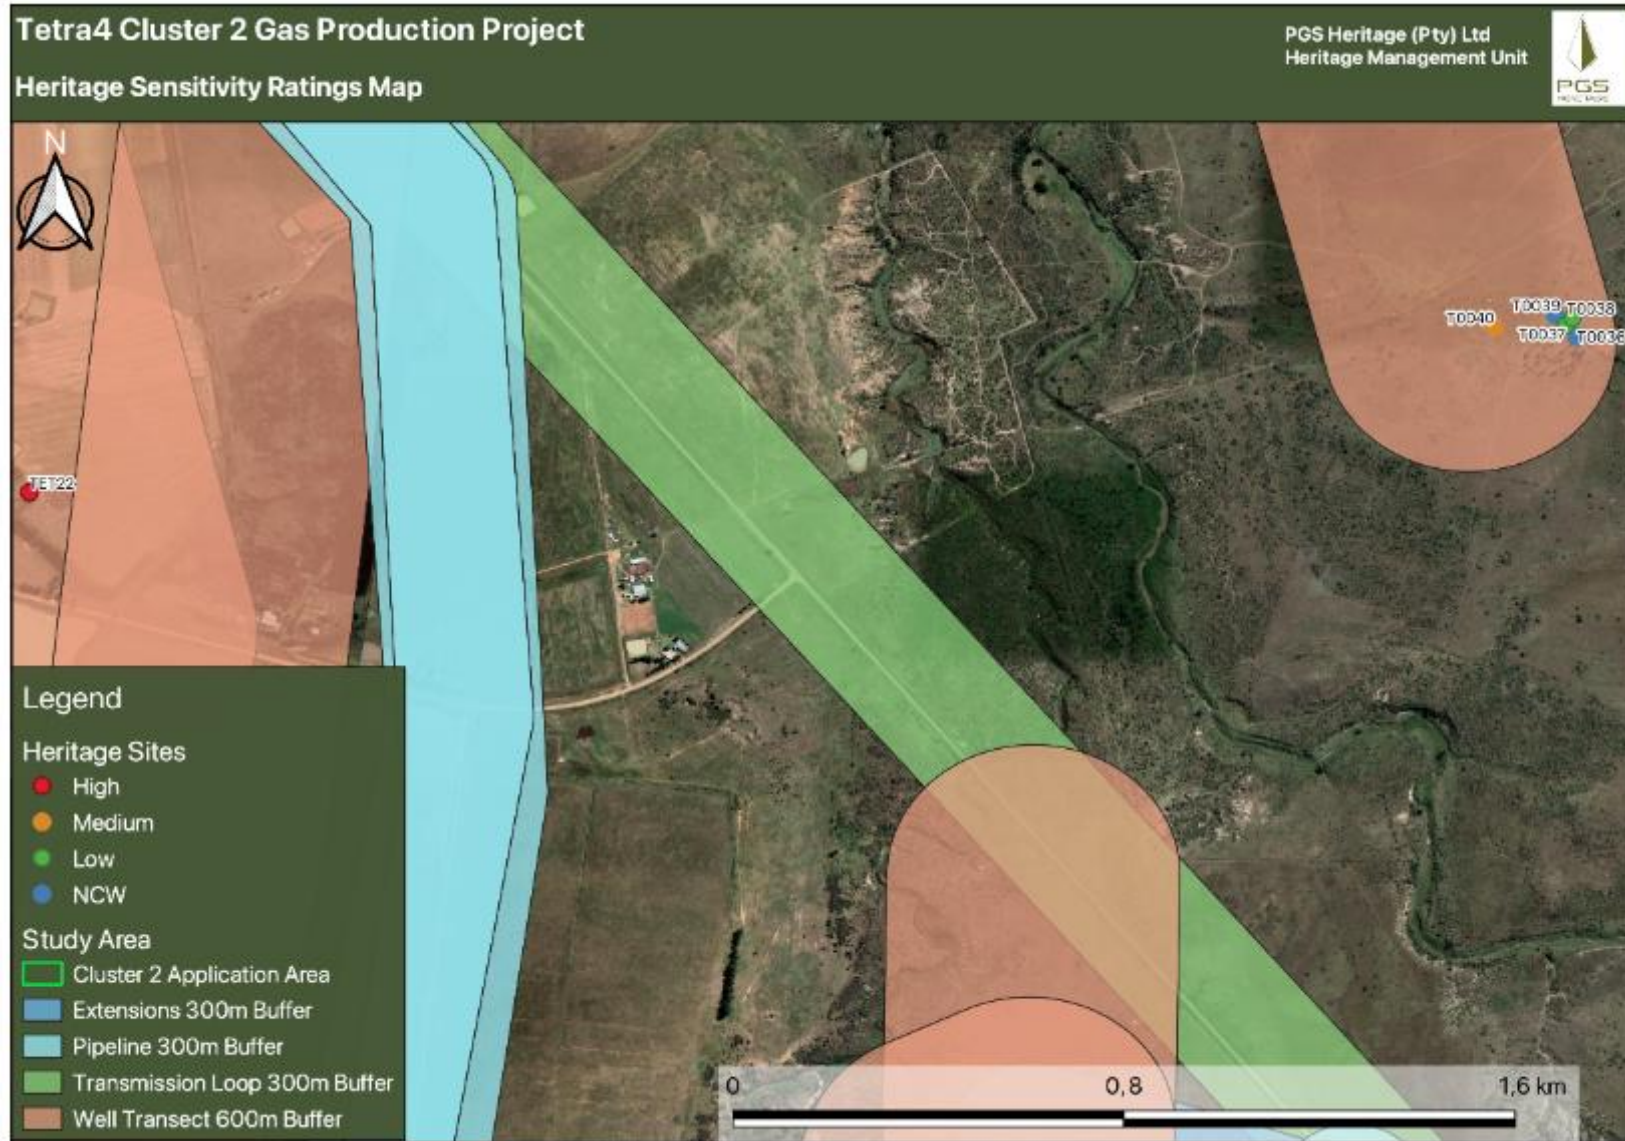 Tetra4 Cluster 2 Gas Production Project
Heritage Sensitivity Ratings Map
PGS Heritage (Pty) Ltd
Heritage Management Unit
PGS
N
T0040
T0039
T0038
T0037
T0036
TET22
Legend
Heritage Sites
High
Medium
Low
NCW
Study Area
Cluster 2 Application Area
Extensions 300m Buffer
Pipeline 300m Buffer
Transmission Loop 300m Buffer
Well Transect 600m Buffer
0
0,8
1,6 km